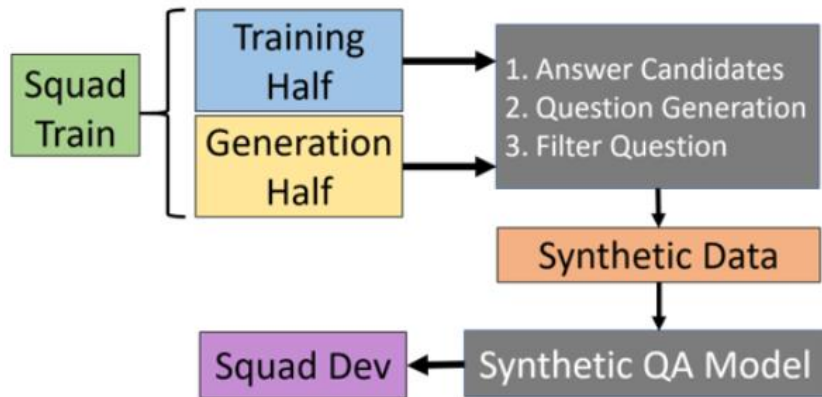 Squad
Train
Training
Half
Generation
Half
1. Answer Candidates
2. Question Generation
3. Filter Question
Synthetic Data
Synthetic QA Model
Squad Dev